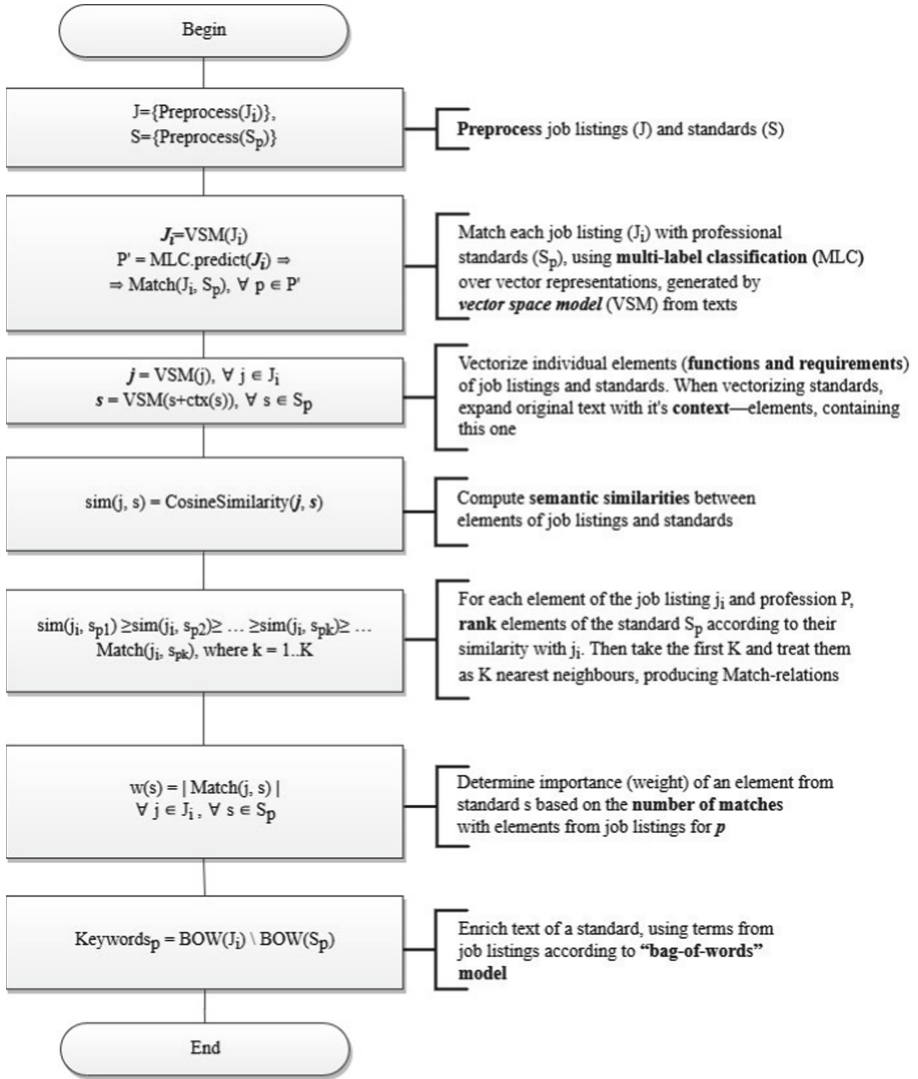 Begin
J={Preprocess(Jᵢ)},
S={Preprocess(Sₚ)}
Preprocess job listings (J) and standards (S)
Jᵢ=VSM(Jᵢ)
P' = MLC.predict(Jᵢ) ⇒
⇒ Match(Jᵢ, Sₚ), ∀ p ∈ P'
Match each job listing (Jᵢ) with professional
standards (Sₚ), using multi-label classification (MLC)
over vector representations, generated by
vector space model (VSM) from texts
j = VSM(j), ∀ j ∈ Jᵢ
s = VSM(s+ctx(s)), ∀ s ∈ Sₚ
Vectorize individual elements (functions and requirements)
of job listings and standards. When vectorizing standards,
expand original text with it's context—elements, containing
this one
sim(j, s) = CosineSimilarity(j, s)
Compute semantic similarities between
elements of job listings and standards
sim(jᵢ, sₚ₁) ≥sim(jᵢ, sₚ₂)≥ … ≥sim(jᵢ, sₚₖ)≥ …
Match(jᵢ, sₚₖ), where k = 1..K
For each element of the job listing jᵢ and profession P,
rank elements of the standard Sₚ according to their
similarity with jᵢ. Then take the first K and treat them
as K nearest neighbours, producing Match-relations
w(s) = | Match(j, s) |
∀ j ∈ Jᵢ , ∀ s ∈ Sₚ
Determine importance (weight) of an element from
standard s based on the number of matches
with elements from job listings for p
Keywordsₚ = BOW(Jᵢ) \ BOW(Sₚ)
Enrich text of a standard, using terms from
job listings according to “bag-of-words”
model
End